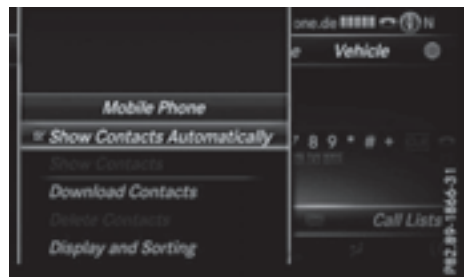 one.de N
e Vehicle
Mobile Phone
Show Contacts Automatically
7 8 9 * # +
Show Contacts
Download Contacts
Delete Contacts
Call Lists
Display and Sorting
P82.89-1866-31